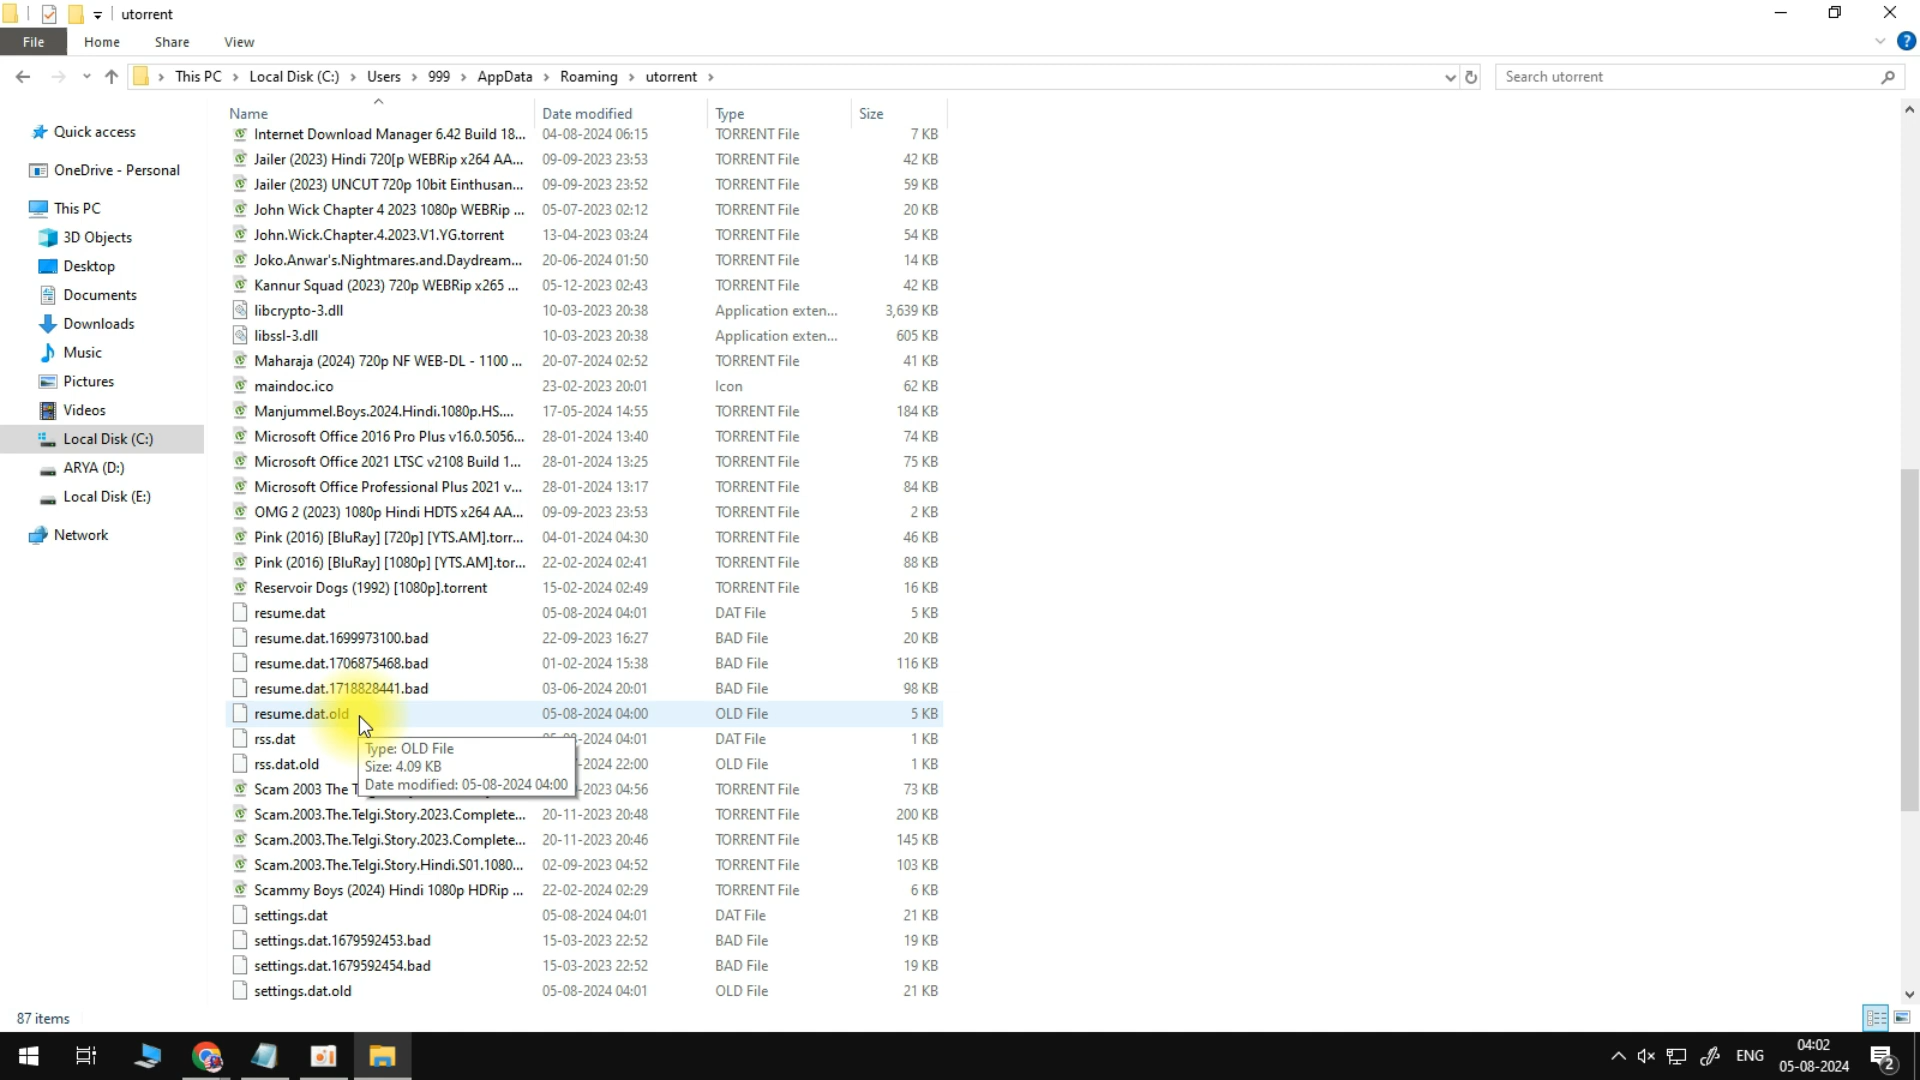 utorrent
File Home Share View
This PC Local Disk (C:) Users 999 AppData Roaming utorrent
Search utorrent
Name Date modified Type Size
Internet Download Manager 6.42 Build 18... 04-08-2024 06:15 TORRENT File 7 KB
Jailer (2023) Hindi 720[p WEBRip x264 AA... 09-09-2023 23:53 TORRENT File 42 KB
Jailer (2023) UNCUT 720p 10bit Einthusan... 09-09-2023 23:52 TORRENT File 59 KB
John Wick Chapter 4 2023 1080p WEBRip ... 05-07-2023 02:12 TORRENT File 20 KB
John.Wick.Chapter.4.2023.V1.YG.torrent 13-04-2023 03:24 TORRENT File 54 KB
Joko.Anwar's.Nightmares.and.Daydream... 20-06-2024 01:50 TORRENT File 14 KB
Kannur Squad (2023) 720p WEBRip x265 ... 05-12-2023 02:43 TORRENT File 42 KB
libcrypto-3.dll 10-03-2023 20:38 Application exten... 3,639 KB
libssl-3.dll 10-03-2023 20:38 Application exten... 605 KB
Maharaja (2024) 720p NF WEB-DL - 1100 ... 20-07-2024 02:52 TORRENT File 41 KB
maindoc.ico 23-02-2023 20:01 Icon 62 KB
Manjummel.Boys.2024.Hindi.1080p.HS.... 17-05-2024 14:55 TORRENT File 184 KB
Microsoft Office 2016 Pro Plus v16.0.5056... 28-01-2024 13:40 TORRENT File 74 KB
Microsoft Office 2021 LTSC v2108 Build 1... 28-01-2024 13:25 TORRENT File 75 KB
Microsoft Office Professional Plus 2021 v... 28-01-2024 13:17 TORRENT File 84 KB
OMG 2 (2023) 1080p Hindi HDTS x264 AA... 09-09-2023 23:53 TORRENT File 2 KB
Pink (2016) [BluRay] [720p] [YTS.AM].torr... 04-01-2024 04:30 TORRENT File 46 KB
Pink (2016) [BluRay] [1080p] [YTS.AM].tor... 22-02-2024 02:41 TORRENT File 88 KB
Reservoir Dogs (1992) [1080p].torrent 15-02-2024 02:49 TORRENT File 16 KB
resume.dat 05-08-2024 04:01 DAT File 5 KB
resume.dat.1699973100.bad 22-09-2023 16:27 BAD File 20 KB
resume.dat.1706875468.bad 01-02-2024 15:38 BAD File 116 KB
resume.dat.1718828441.bad 03-06-2024 20:01 BAD File 98 KB
resume.dat.old 05-08-2024 04:00 OLD File 5 KB
rss.dat 2024 04:01 DAT File 1 KB
rss.dat.old 2024 22:00 OLD File 1 KB
Scam 2003 The 2023 04:56 TORRENT File 73 KB
Scam.2003.The.Telgi.Story.2023.Complete... 20-11-2023 20:48 TORRENT File 200 KB
Scam.2003.The.Telgi.Story.2023.Complete... 20-11-2023 20:46 TORRENT File 145 KB
Scam.2003.The.Telgi.Story.Hindi.S01.1080... 02-09-2023 04:52 TORRENT File 103 KB
Scammy Boys (2024) Hindi 1080p HDRip ... 22-02-2024 02:29 TORRENT File 6 KB
settings.dat 05-08-2024 04:01 DAT File 21 KB
settings.dat.1679592453.bad 15-03-2023 22:52 BAD File 19 KB
settings.dat.1679592454.bad 15-03-2023 22:52 BAD File 19 KB
settings.dat.old 05-08-2024 04:01 OLD File 21 KB
Type: OLD File
Size: 4.09 KB
Date modified: 05-08-2024 04:00
Quick access
OneDrive - Personal
This PC
3D Objects
Desktop
Documents
Downloads
Music
Pictures
Videos
Local Disk (C:)
ARYA (D:)
Local Disk (E:)
Network
87 items
ENG
04:02
05-08-2024
2